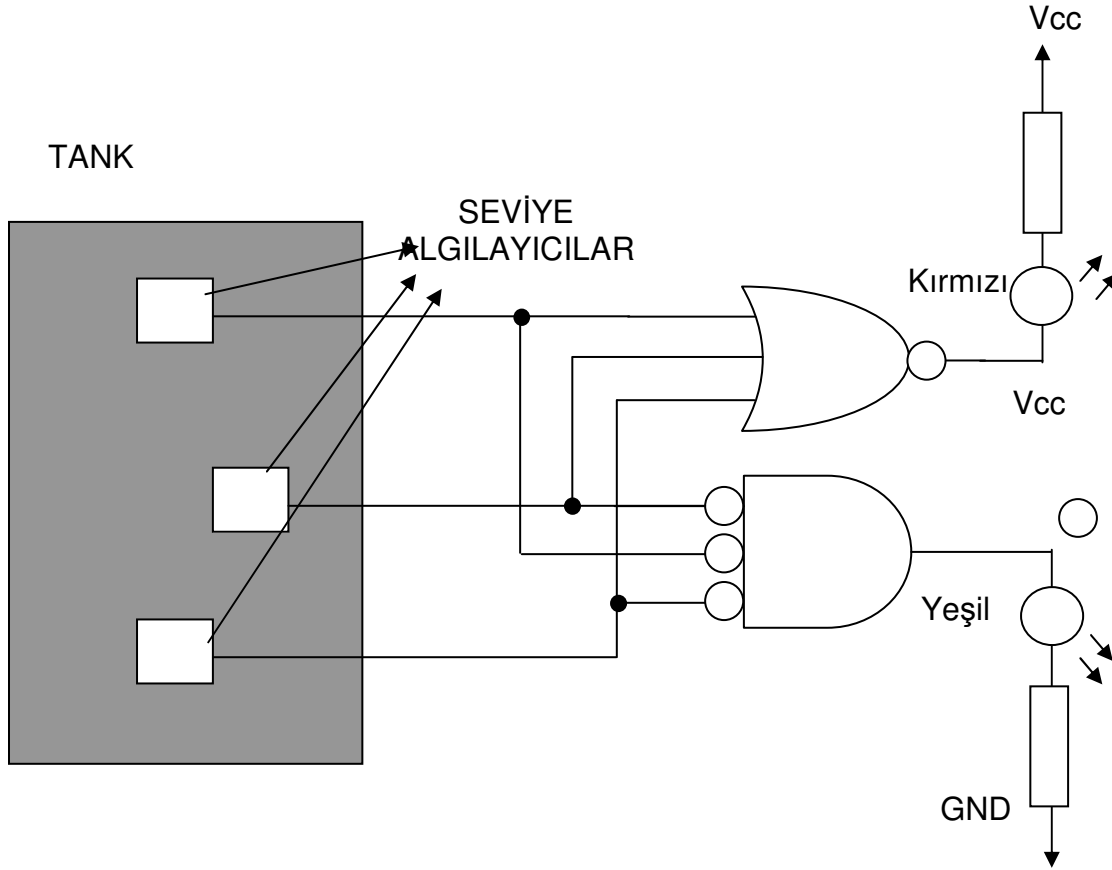 Vcc
TANK
SEVİYE
ALGILAYICILAR
Kırmızı
Vcc
Yeşil
GND